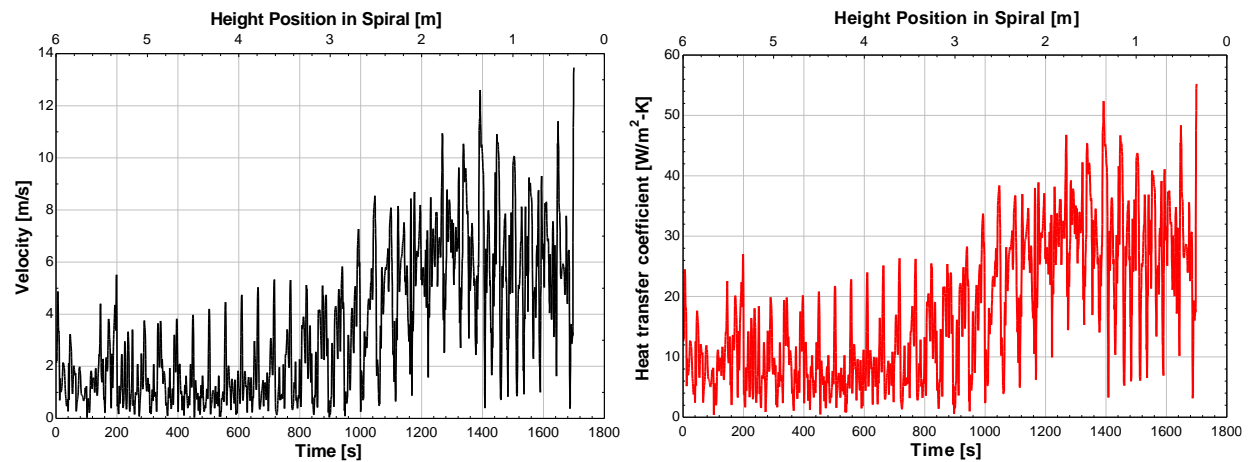 Height Position in Spiral [m]
6 5 4 3 2 1 0
14
12
10
8
6
4
2
0
Velocity [m/s]
0 200 400 600 800 1000 1200 1400 1600 1800
Time [s]
Height Position in Spiral [m]
6 5 4 3 2 1 0
60
50
40
30
20
10
0
Heat transfer coefficient [W/m²-K]
0 200 400 600 800 1000 1200 1400 1600 1800
Time [s]